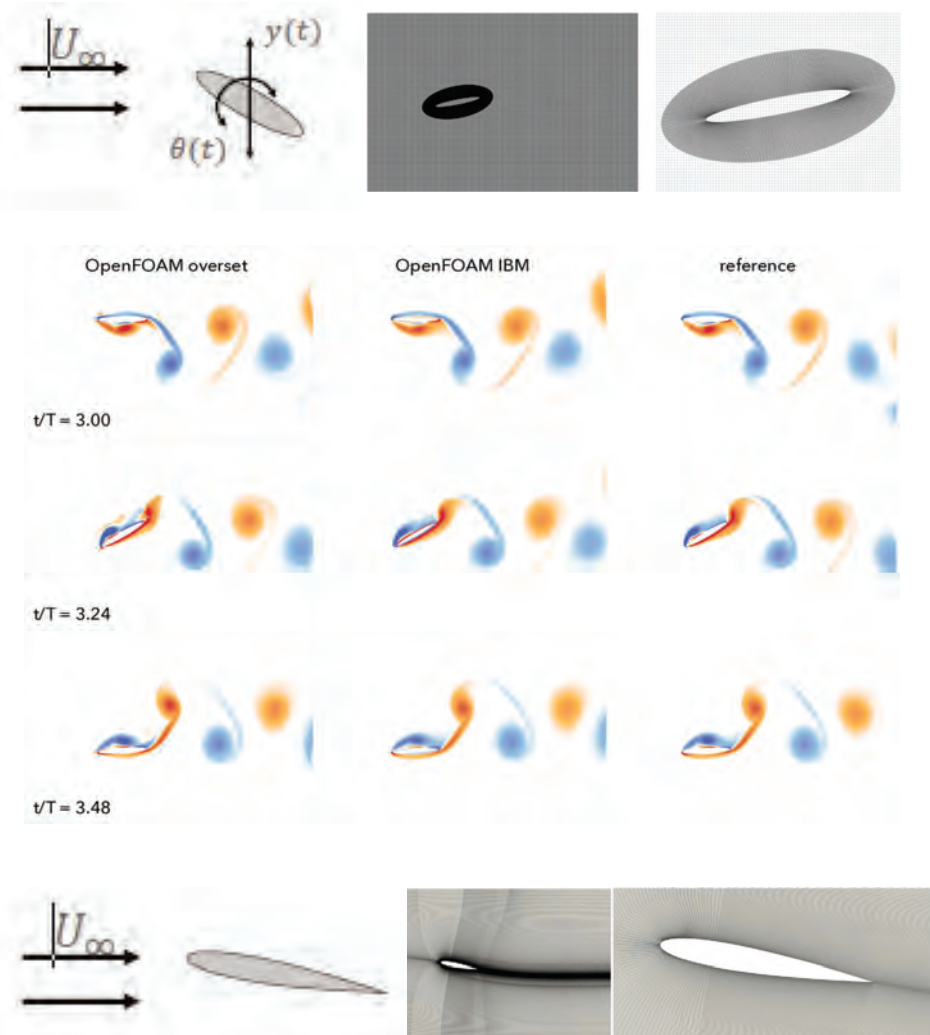 U∞ y(t)
θ(t)
OpenFOAM overset OpenFOAM IBM reference
t/T = 3.00
t/T = 3.24
t/T = 3.48
U∞